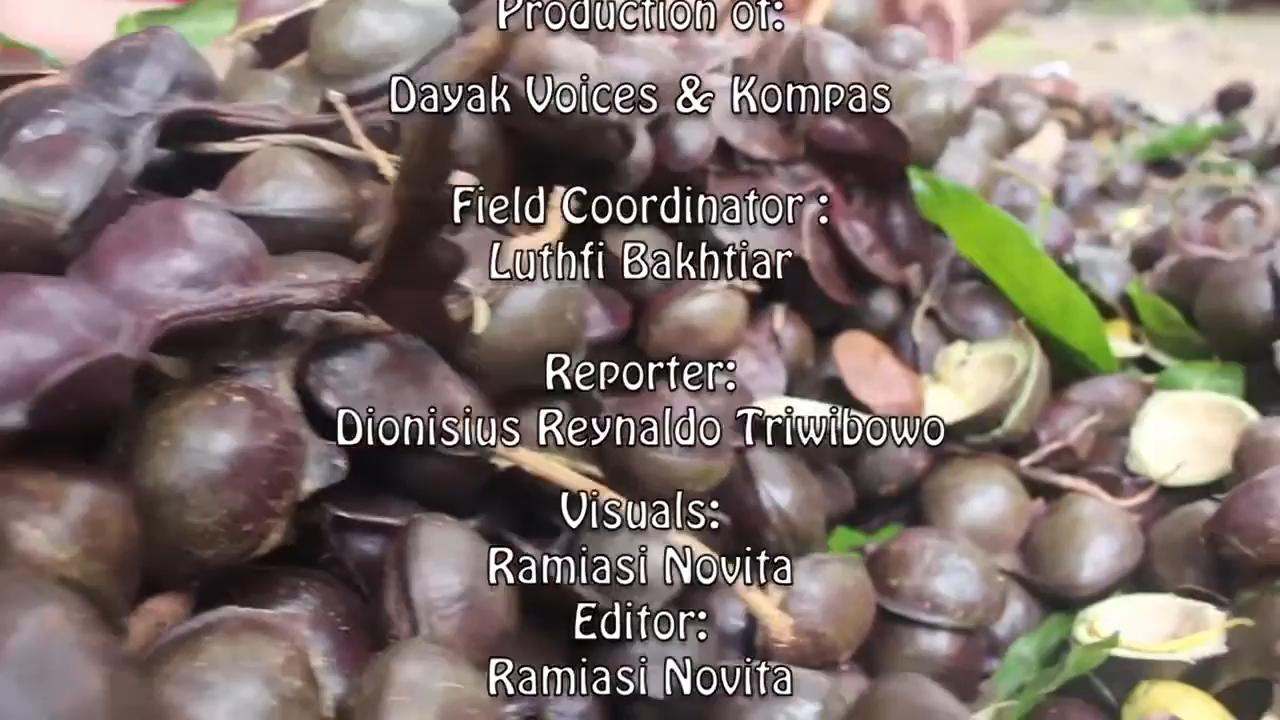 Production of:
Dayak Voices & Kompas
Field Coordinator :
Luthfi Bakhtiar
Reporter:
Dionisius Reynaldo Triwibowo
Visuals:
Ramiasi Novita
Editor:
Ramiasi Novita